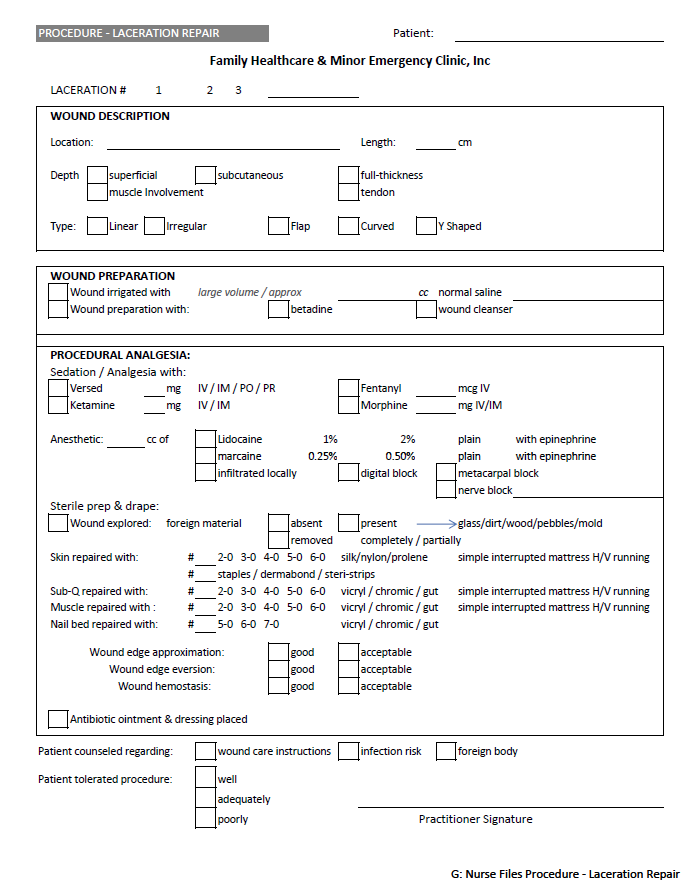 PROCEDURE - LACERATION REPAIR Patient:
Family Healthcare & Minor Emergency Clinic, Inc
LACERATION # 1 2 3
WOUND DESCRIPTION
Location: Length: cm
Depth superficial subcutaneous full-thickness
muscle Involvement tendon
Type: Linear Irregular Flap Curved Y Shaped
WOUND PREPARATION
Wound irrigated with large volume / approx cc normal saline
Wound preparation with: betadine wound cleanser
PROCEDURAL ANALGESIA:
Sedation / Analgesia with:
Versed mg IV / IM / PO / PR Fentanyl mcg IV
Ketamine mg IV / IM Morphine mg IV/IM
Anesthetic: cc of Lidocaine 1% 2% plain with epinephrine
marcaine 0.25% 0.50% plain with epinephrine
infiltrated locally digital block metacarpal block
nerve block
Sterile prep & drape:
Wound explored: foreign material absent present glass/dirt/wood/pebbles/mold
removed completely / partially
Skin repaired with: # 2-0 3-0 4-0 5-0 6-0 silk/nylon/prolene simple interrupted mattress H/V running
# staples / dermabond / steri-strips
Sub-Q repaired with: # 2-0 3-0 4-0 5-0 6-0 vicryl / chromic / gut simple interrupted mattress H/V running
Muscle repaired with : # 2-0 3-0 4-0 5-0 6-0 vicryl / chromic / gut simple interrupted mattress H/V running
Nail bed repaired with: # 5-0 6-0 7-0 vicryl / chromic / gut
Wound edge approximation: good acceptable
Wound edge eversion: good acceptable
Wound hemostasis: good acceptable
Antibiotic ointment & dressing placed
Patient counseled regarding: wound care instructions infection risk foreign body
Patient tolerated procedure: well
adequately
poorly Practitioner Signature
G: Nurse Files Procedure - Laceration Repair